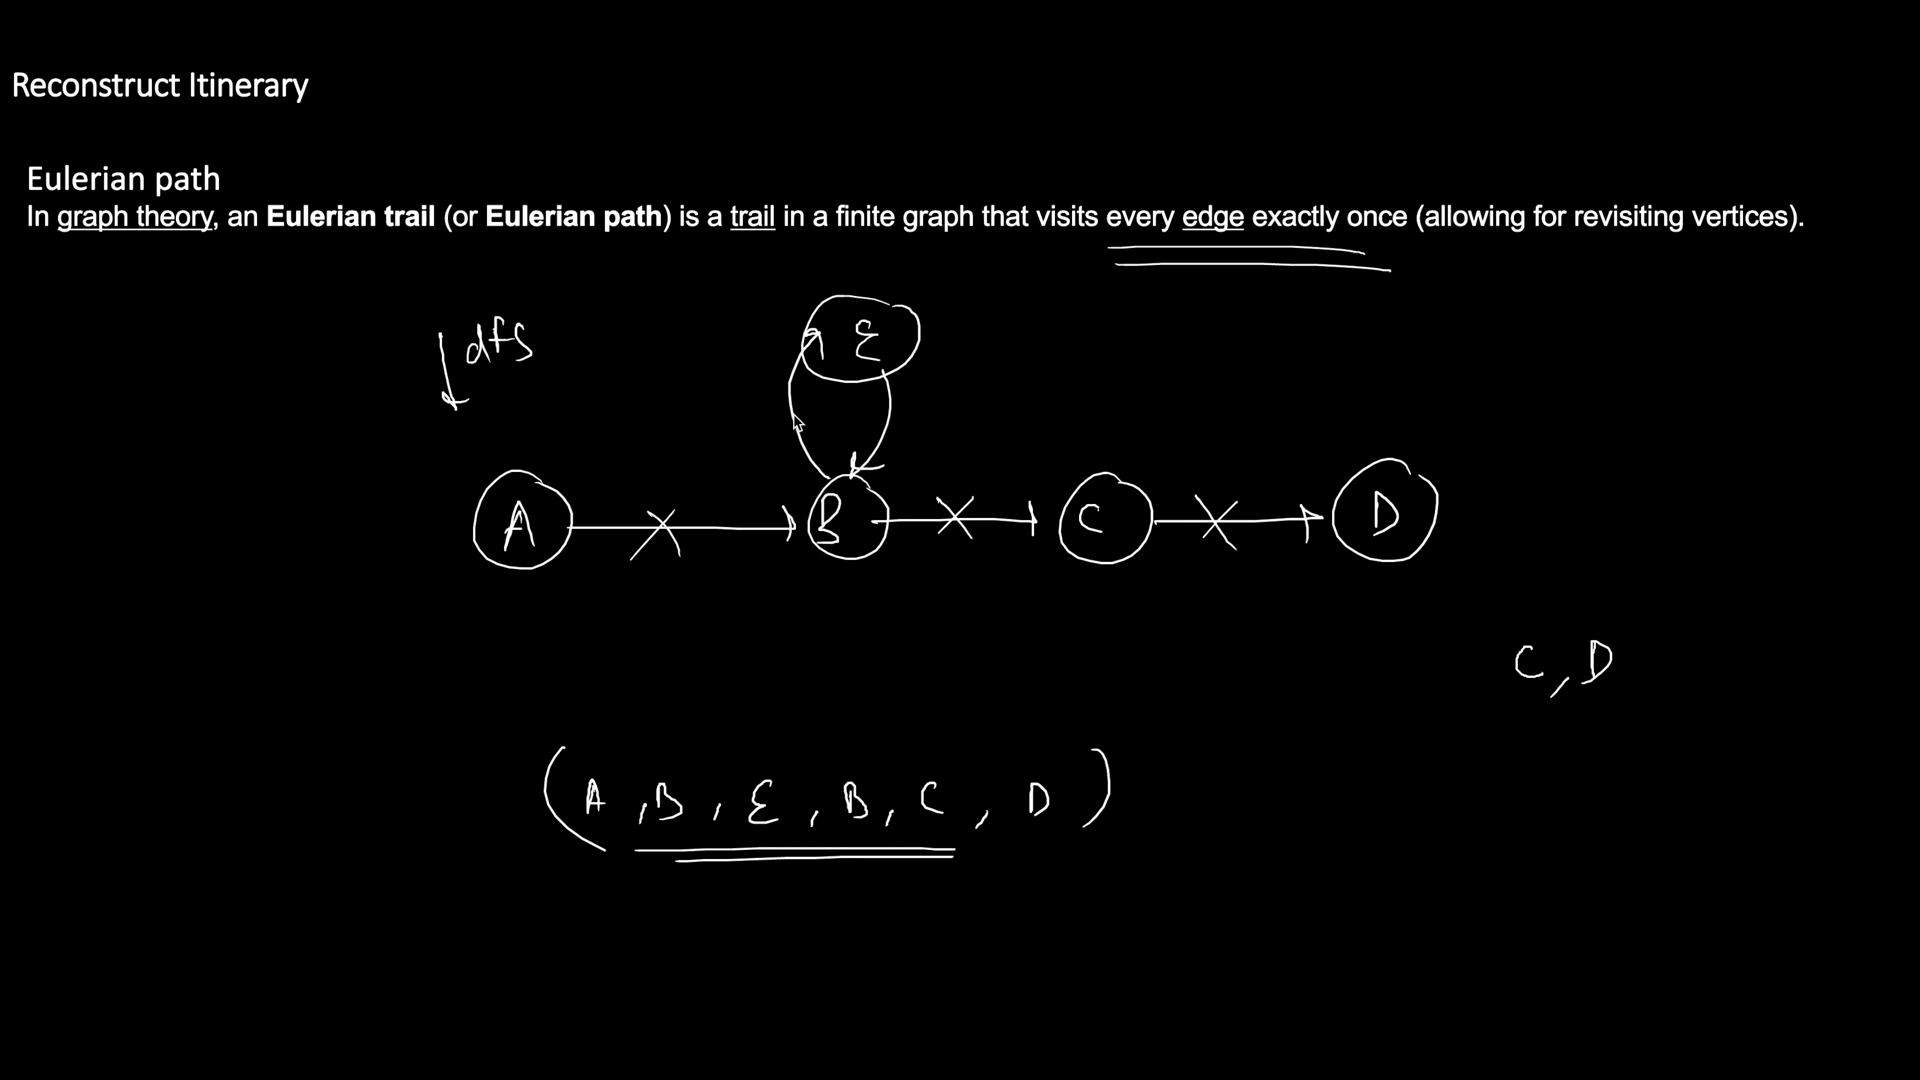 Reconstruct Itinerary
Eulerian path
In graph theory, an Eulerian trail (or Eulerian path) is a trail in a finite graph that visits every edge exactly once (allowing for revisiting vertices).
dfs
E
A B C D
C, D
(A, B, E, B, C, D)